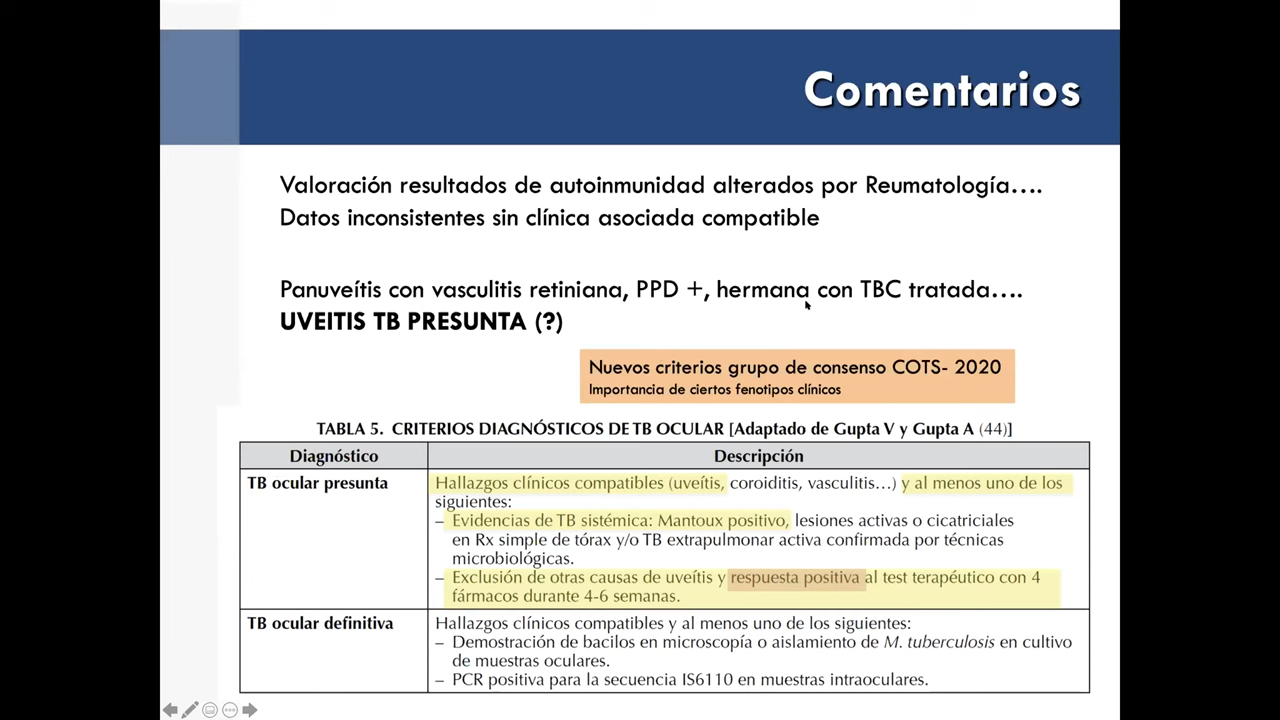 Comentarios
Valoración resultados de autoinmunidad alterados por Reumatología….
Datos inconsistentes sin clínica asociada compatible
Panuveítis con vasculitis retiniana, PPD +, hermana con TBC tratada….
UVEITIS TB PRESUNTA (?)
Nuevos criterios grupo de consenso COTS- 2020
Importancia de ciertos fenotipos clínicos
TABLA 5. CRITERIOS DIAGNÓSTICOS DE TB OCULAR [Adaptado de Gupta V y Gupta A (44)]
Diagnóstico
Descripción
TB ocular presunta
Hallazgos clínicos compatibles (uveítis, coroiditis, vasculitis…) y al menos uno de los
siguientes:
– Evidencias de TB sistémica: Mantoux positivo, lesiones activas o cicatriciales
en Rx simple de tórax y/o TB extrapulmonar activa confirmada por técnicas
microbiológicas.
– Exclusión de otras causas de uveítis y respuesta positiva al test terapéutico con 4
fármacos durante 4-6 semanas.
TB ocular definitiva
Hallazgos clínicos compatibles y al menos uno de los siguientes:
– Demostración de bacilos en microscopía o aislamiento de M. tuberculosis en cultivo
de muestras oculares.
– PCR positiva para la secuencia IS6110 en muestras intraoculares.